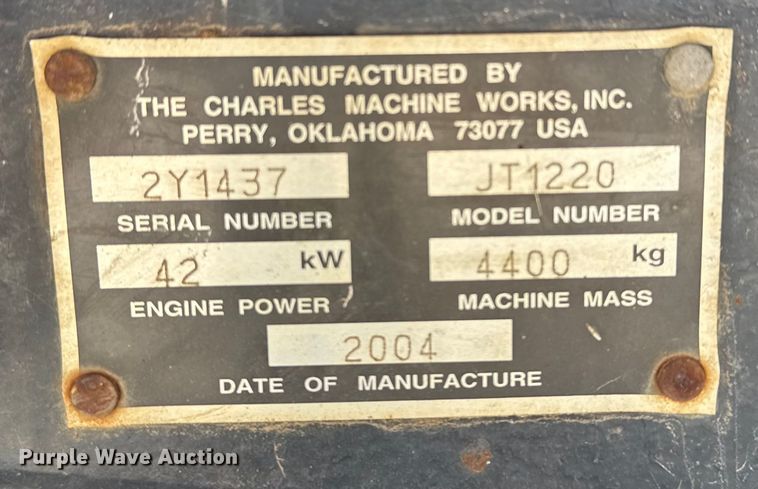 MANUFACTURED BY
THE CHARLES MACHINE WORKS, INC.
PERRY, OKLAHOMA 73077 USA
2Y1437 JT1220
SERIAL NUMBER MODEL NUMBER
42 kW 4400 kg
ENGINE POWER MACHINE MASS
2004
DATE OF MANUFACTURE
Purple Wave Auction